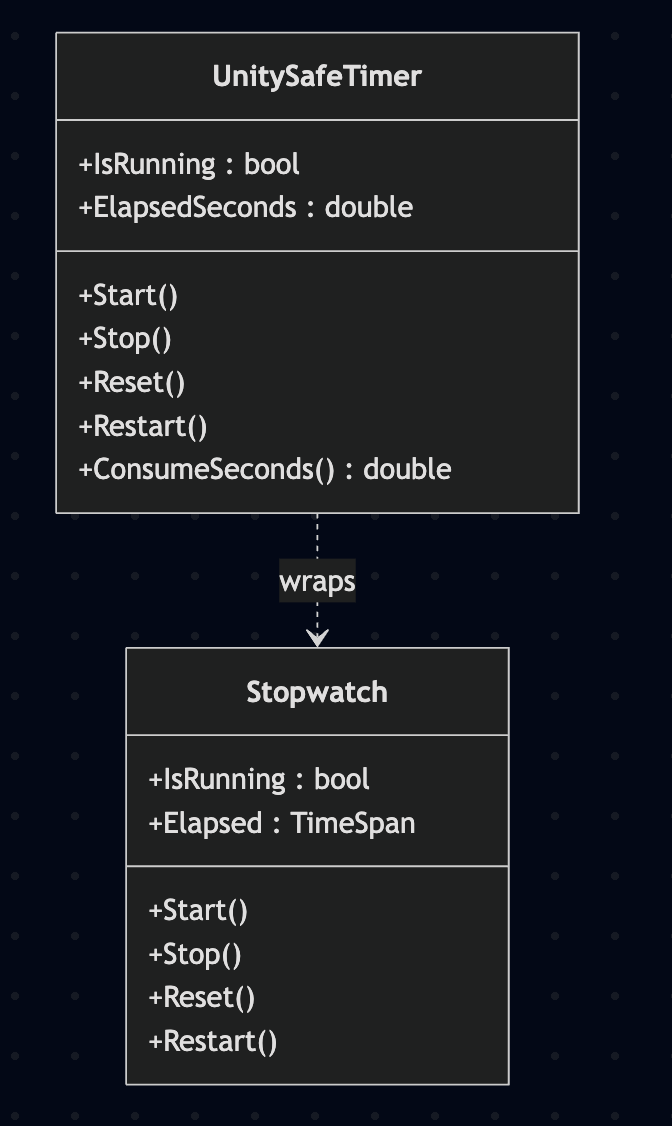 UnitySafeTimer
+IsRunning : bool
+ElapsedSeconds : double
+Start()
+Stop()
+Reset()
+Restart()
+ConsumeSeconds() : double
wraps
Stopwatch
+IsRunning : bool
+Elapsed : TimeSpan
+Start()
+Stop()
+Reset()
+Restart()